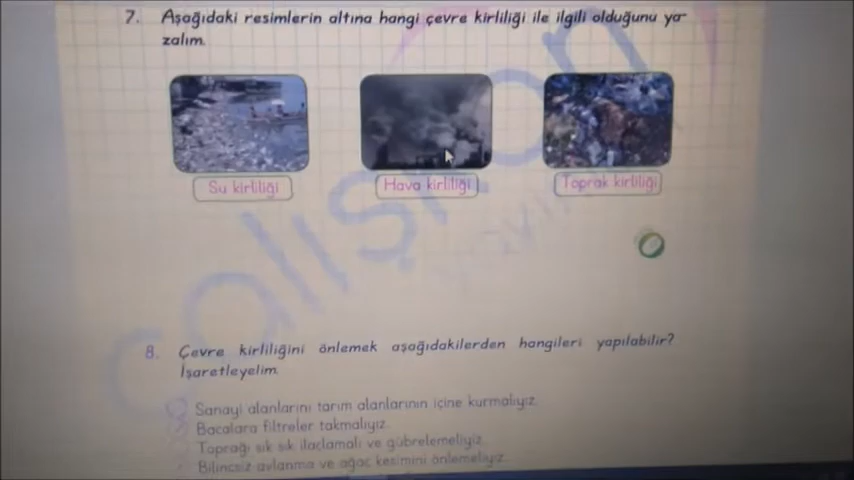 7. Aşağıdaki resimlerin altına hangi çevre kirliliği ile ilgili olduğunu ya-
zalım.
Su kirliliği
Hava kirliliği
Toprak kirliliği
8. Çevre kirliliğini önlemek aşağıdakilerden hangileri yapılabilir?
İşaretleyelim
Sanayi alanlarını tarım alanlarının içine kurmalıyız.
Bacalara filtreler takmalıyız.
Toprağı sık sık ilaçlamalı ve gübrelemeliyiz.
Bilinçsiz avlanma ve ağaç kesimini önlemeliyiz.
çalışkan